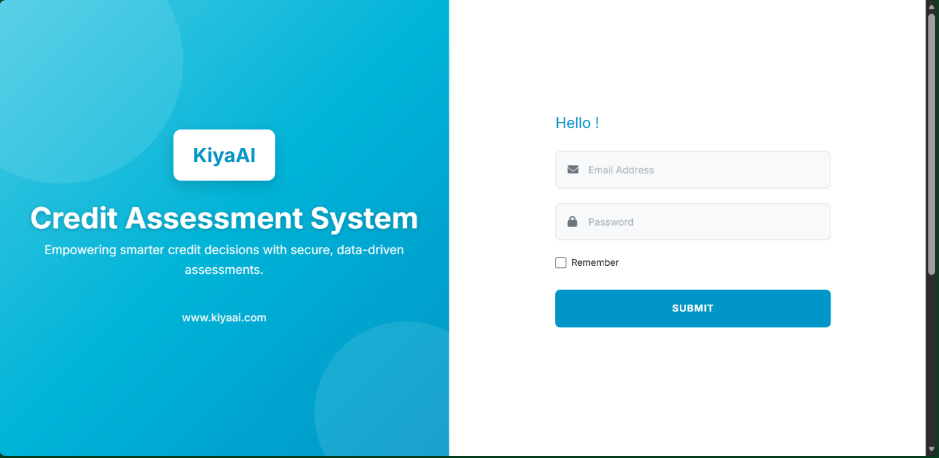 KiyaAI
Credit Assessment System
Empowering smarter credit decisions with secure, data-driven
assessments.
www.kiyaai.com
Hello !
Email Address
Password
Remember
SUBMIT